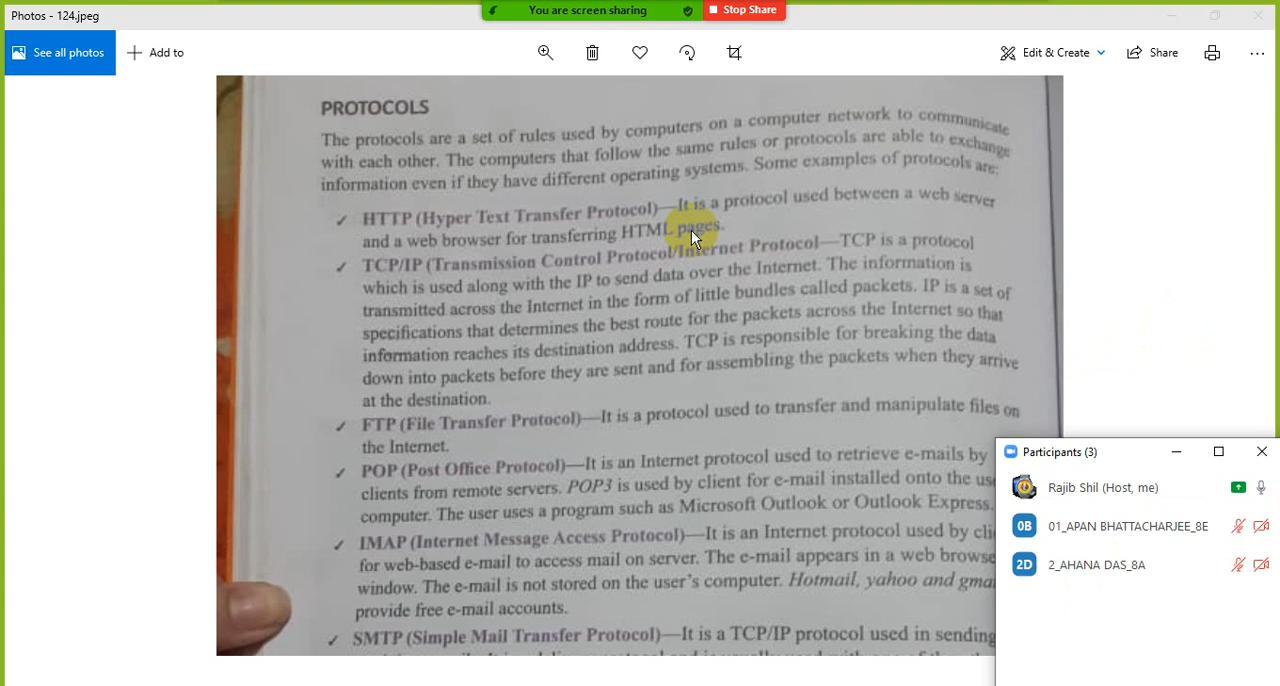 Photos - 124.jpeg
You are screen sharing
Stop Share
See all photos
Add to
Edit & Create
Share
PROTOCOLS
The protocols are a set of rules used by computers on a computer network to communicate
with each other. The computers that follow the same rules or protocols are able to exchange
information even if they have different operating systems. Some examples of protocols are:
✓ HTTP (Hyper Text Transfer Protocol)—It is a protocol used between a web server
and a web browser for transferring HTML pages.
✓ TCP/IP (Transmission Control Protocol/Internet Protocol—TCP is a protocol
which is used along with the IP to send data over the Internet. The information is
transmitted across the Internet in the form of little bundles called packets. IP is a set of
specifications that determines the best route for the packets across the Internet so that
information reaches its destination address. TCP is responsible for breaking the data
down into packets before they are sent and for assembling the packets when they arrive
at the destination.
✓ FTP (File Transfer Protocol)—It is a protocol used to transfer and manipulate files on
the Internet.
✓ POP (Post Office Protocol)—It is an Internet protocol used to retrieve e-mails by
clients from remote servers. POP3 is used by client for e-mail installed onto the
computer. The user uses a program such as Microsoft Outlook or Outlook Express.
✓ IMAP (Internet Message Access Protocol)—It is an Internet protocol used by
for web-based e-mail to access mail on server. The e-mail appears in a web
window. The e-mail is not stored on the user's computer. Hotmail, yahoo and
provide free e-mail accounts.
✓ SMTP (Simple Mail Transfer Protocol)—It is a TCP/IP protocol used in sending
Participants (3)
Rajib Shil (Host, me)
0B 01_APAN BHATTACHARJEE_8E
2D 2_AHANA DAS_8A